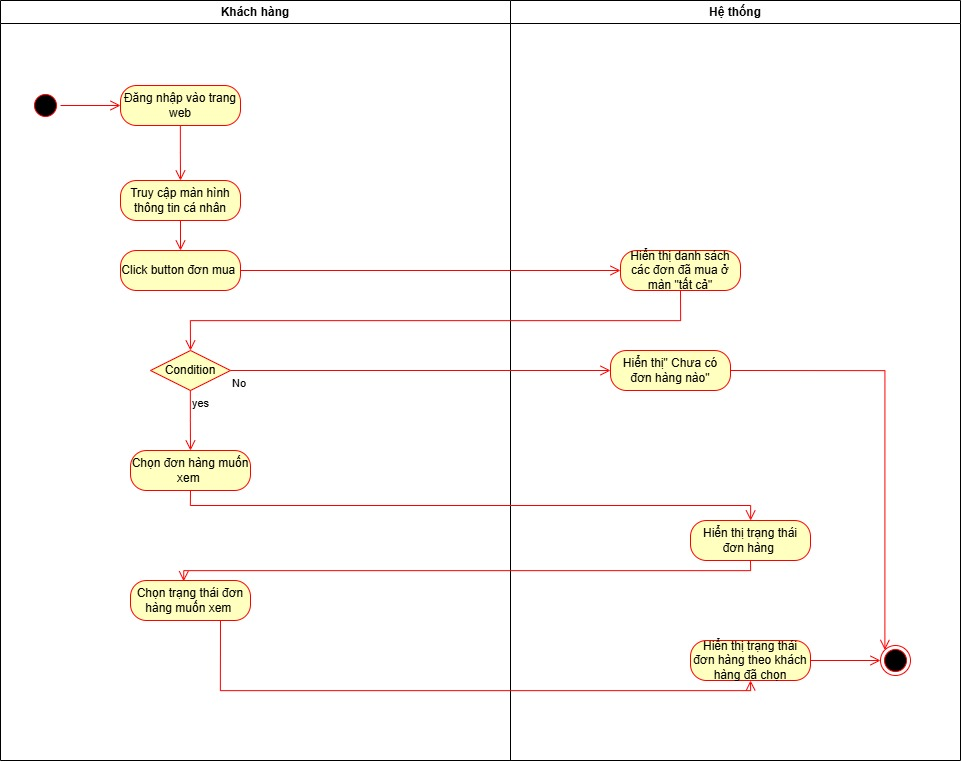 Khách hàng
Hệ thống
Đăng nhập vào trang
web
Truy cập màn hình
thông tin cá nhân
Click button đơn mua
Hiển thị danh sách
các đơn đã mua ở
màn "tất cả"
Condition
No
yes
Hiển thị" Chưa có
đơn hàng nào"
Chọn đơn hàng muốn
xem
Hiển thị trạng thái
đơn hàng
Chọn trạng thái đơn
hàng muốn xem
Hiển thị trạng thái
đơn hàng theo khách
hàng đã chọn